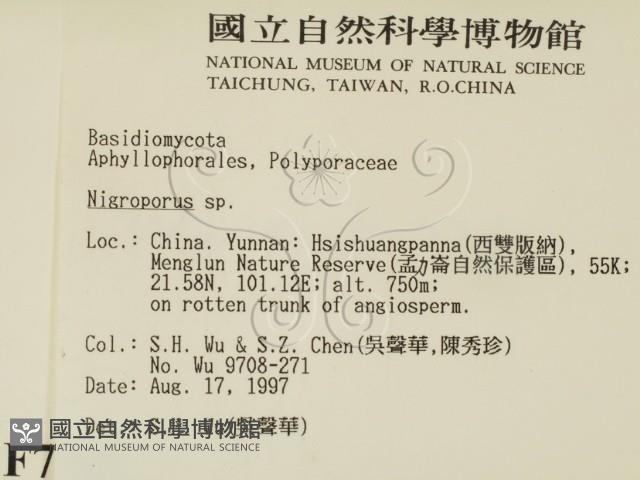 國立自然科學博物館
NATIONAL MUSEUM OF NATURAL SCIENCE
TAICHUNG, TAIWAN, R.O.CHINA
Basidiomycota
Aphyllophorales, Polyporaceae
Nigroporus sp.
Loc.: China. Yunnan: Hsishuangpanna(西雙版納),
Menglun Nature Reserve(孟力崙自然保護區), 55K;
21.58N, 101.12E; alt. 750m;
on rotten trunk of angiosperm.
Col.: S.H. Wu & S.Z. Chen(吳聲華,陳秀珍)
No. Wu 9708-271
Date: Aug. 17, 1997
聲華)
國立自然科學博物館
NATIONAL MUSEUM OF NATURAL SCIENCE
F7